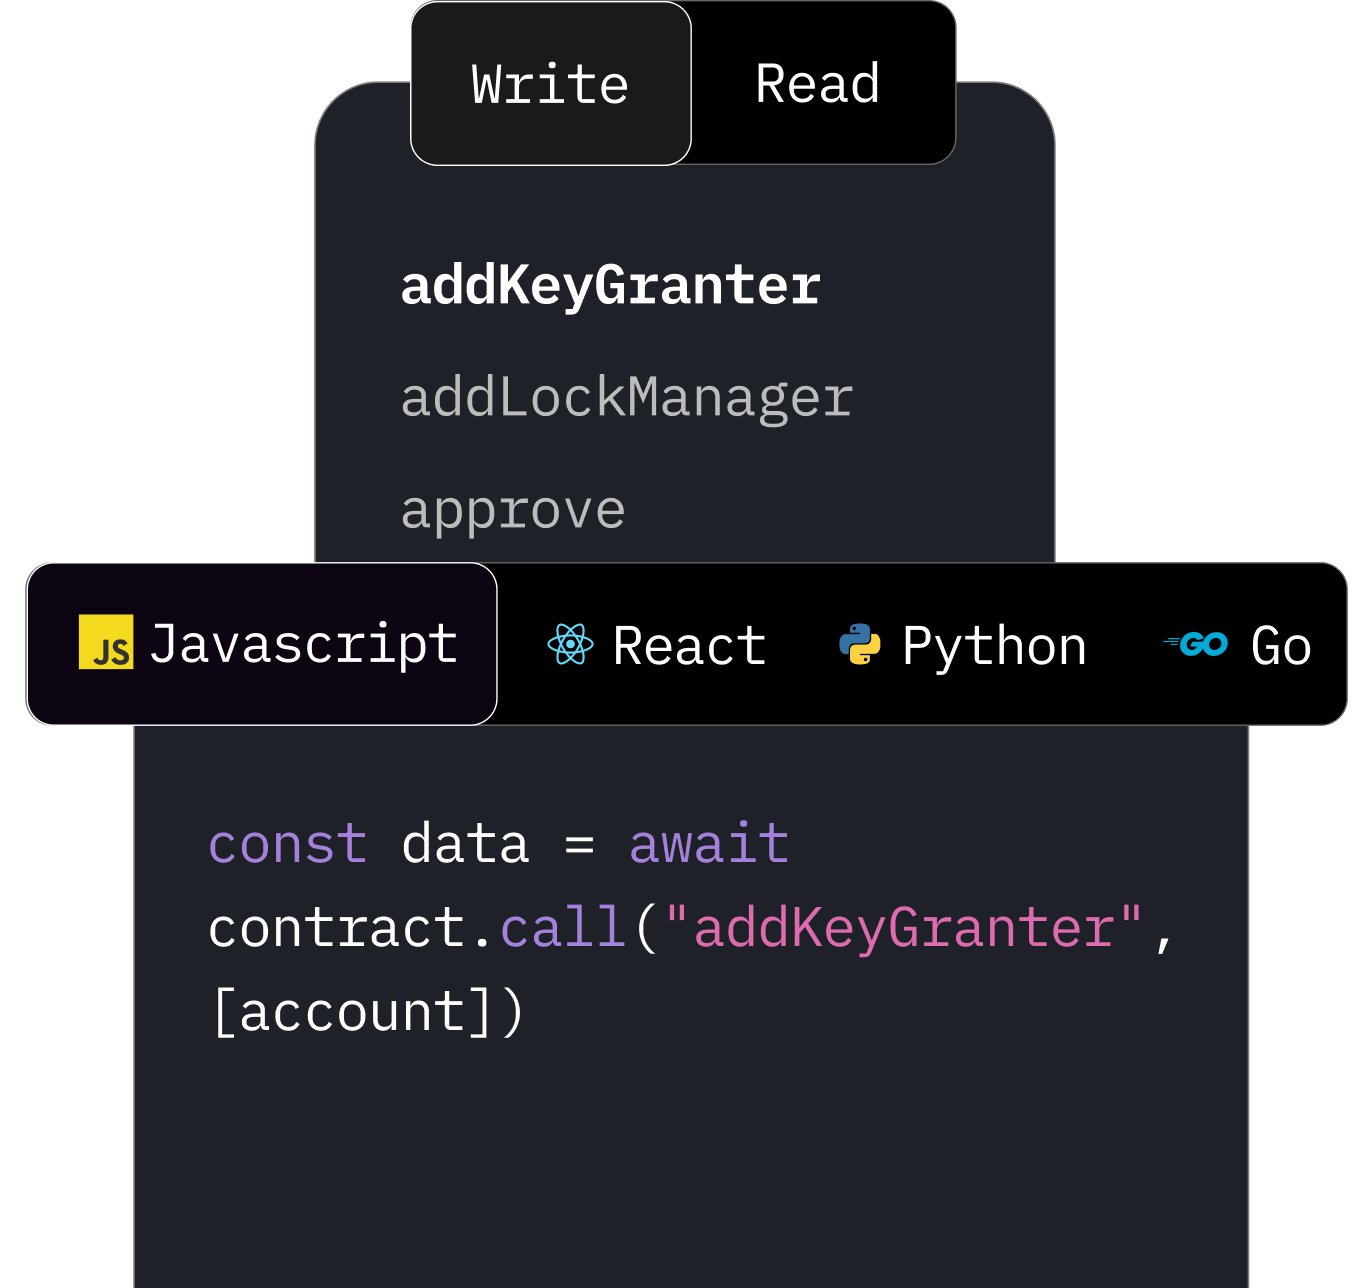 Write Read
addKeyGranter
addLockManager
approve
JS Javascript React Python GO Go
const data = await
contract.call("addKeyGranter",
[account])